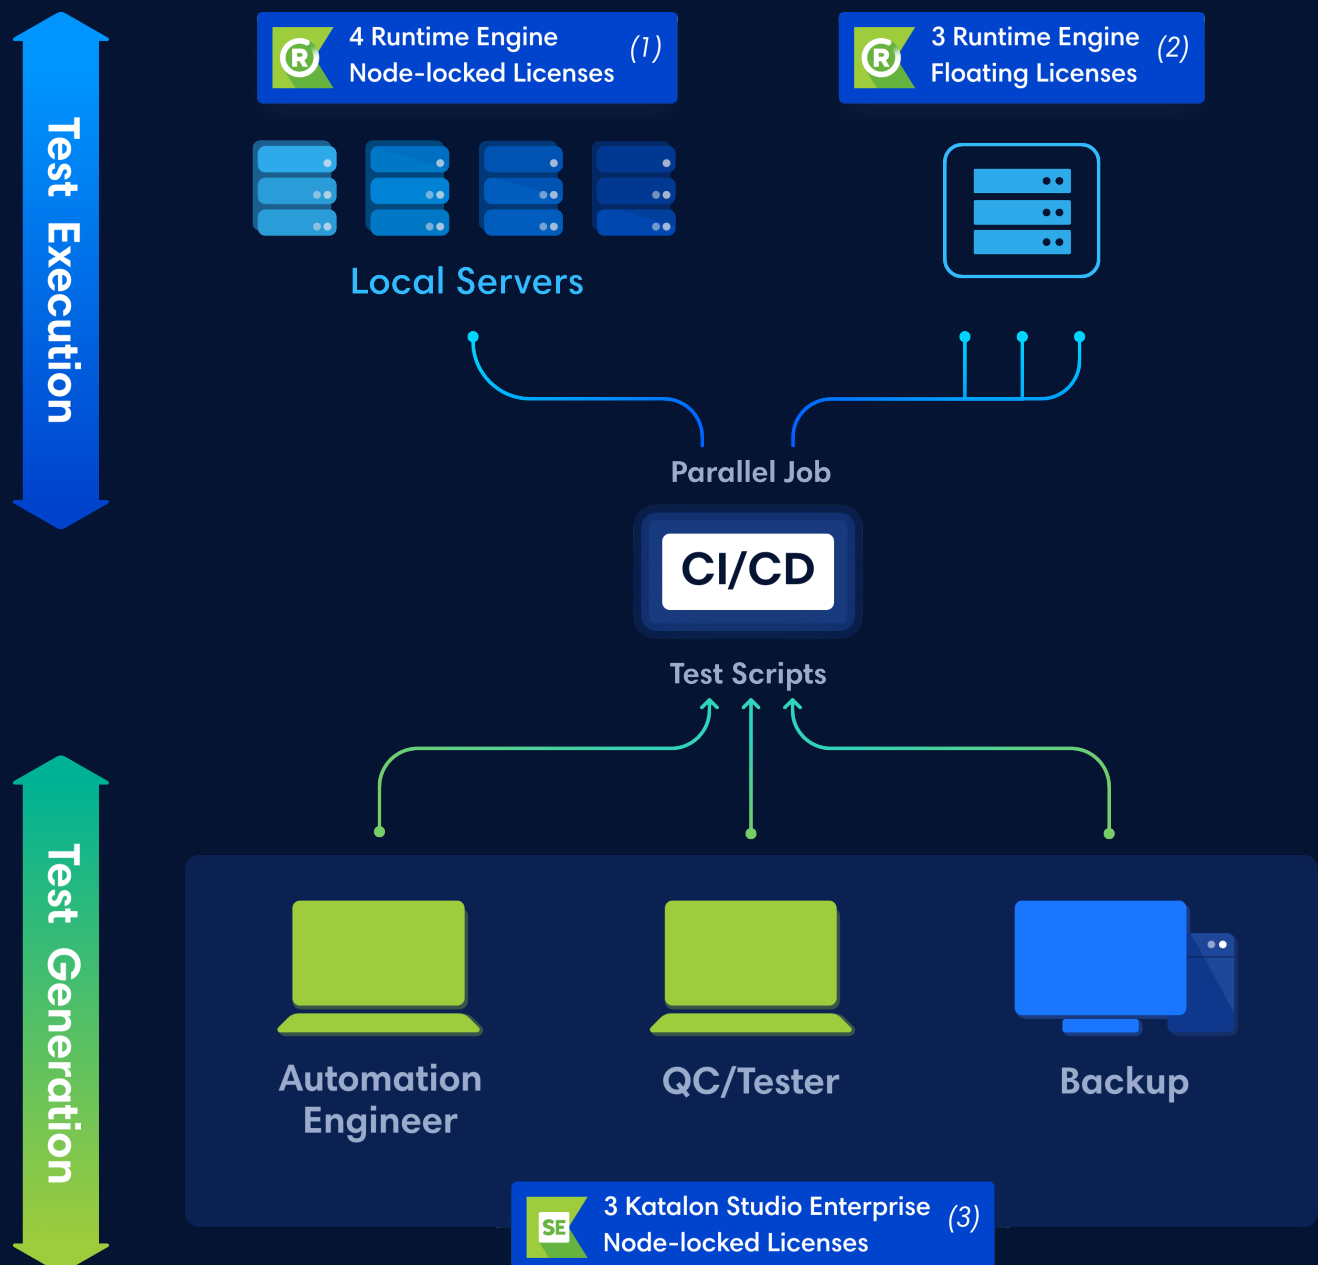 4 Runtime Engine
Node-locked Licenses
(1)
3 Runtime Engine
Floating Licenses
(2)
R
R
Test Execution
Local Servers
Parallel Job
CI/CD
Test Scripts
Test Generation
Automation
Engineer
QC/Tester
Backup
SE
3 Katalon Studio Enterprise
Node-locked Licenses
(3)